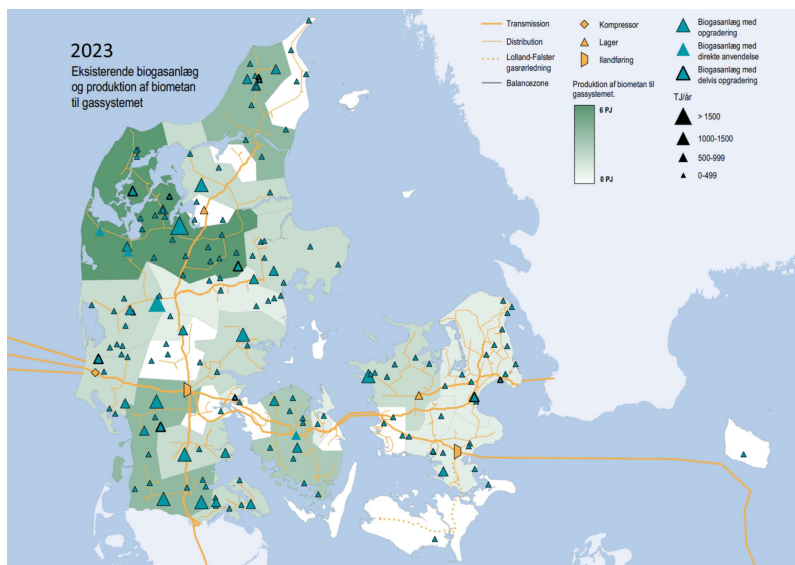 2023
Eksisterende biogasanlæg
og produktion af biometan
til gassystemet
Transmission
Distribution
Lolland-Falster
gasrørledning
Balancezone
Kompressor
Lager
Ilandføring
Biogasanlæg med
opgradering
Biogasanlæg med
direkte anvendelse
Biogasanlæg med
delvis opgradering
Produktion af biometan
til gassystemet.
6 PJ
0 PJ
TJ/år
> 1500
1000-1500
500-999
0-499